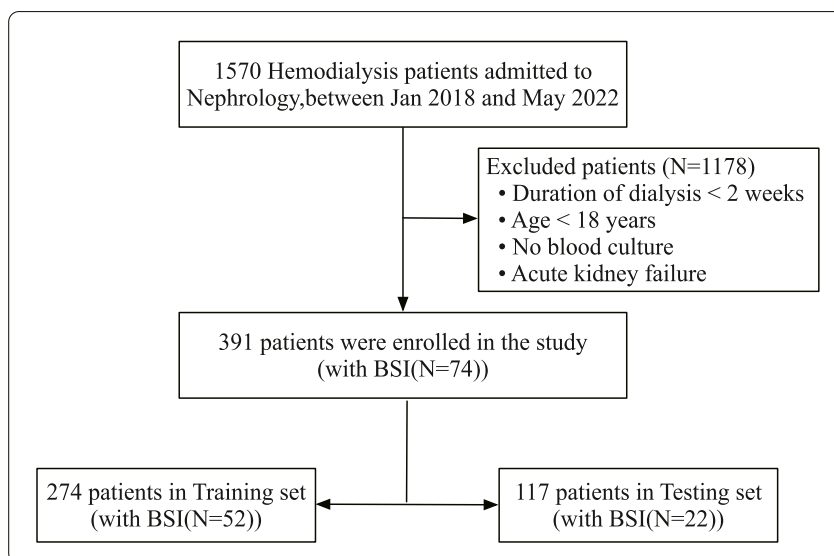 1570 Hemodialysis patients admitted to
Nephrology,between Jan 2018 and May 2022
Excluded patients (N=1178)
• Duration of dialysis < 2 weeks
• Age < 18 years
• No blood culture
• Acute kidney failure
391 patients were enrolled in the study
(with BSI(N=74))
274 patients in Training set
(with BSI(N=52))
117 patients in Testing set
(with BSI(N=22))